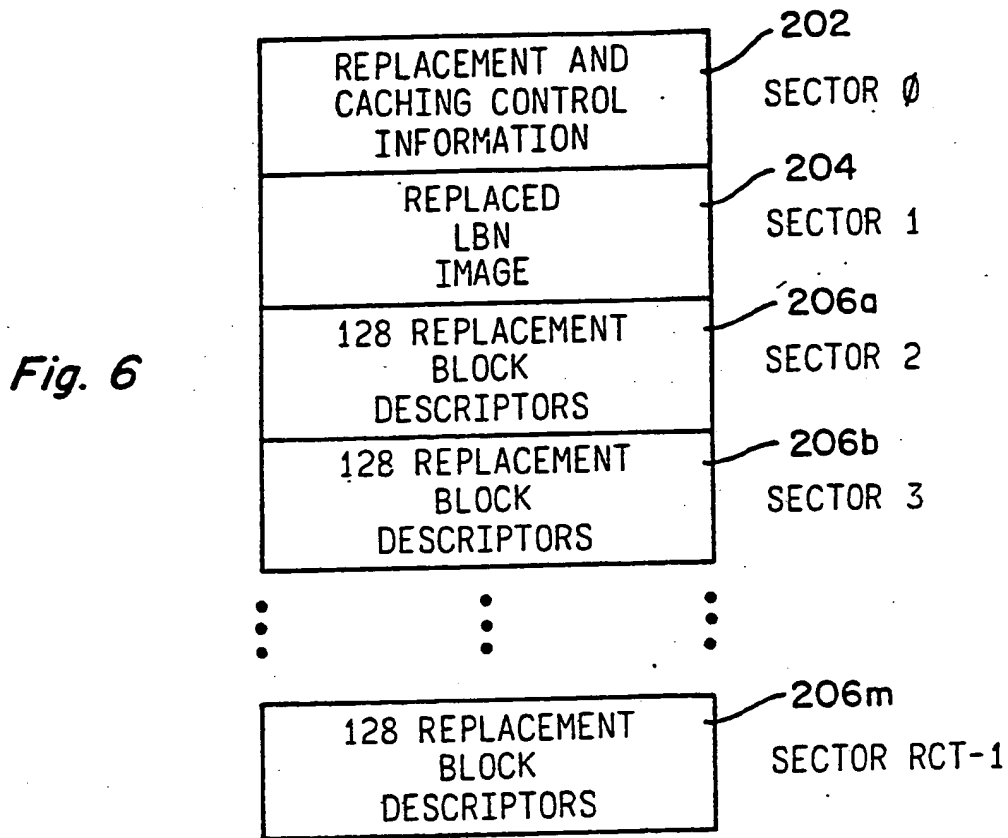 202
REPLACEMENT AND
CACHING CONTROL
INFORMATION
SECTOR Ø
204
REPLACED
LBN
IMAGE
SECTOR 1
206a
128 REPLACEMENT
BLOCK
DESCRIPTORS
SECTOR 2
Fig. 6
206b
128 REPLACEMENT
BLOCK
DESCRIPTORS
SECTOR 3
206m
128 REPLACEMENT
BLOCK
DESCRIPTORS
SECTOR RCT-1